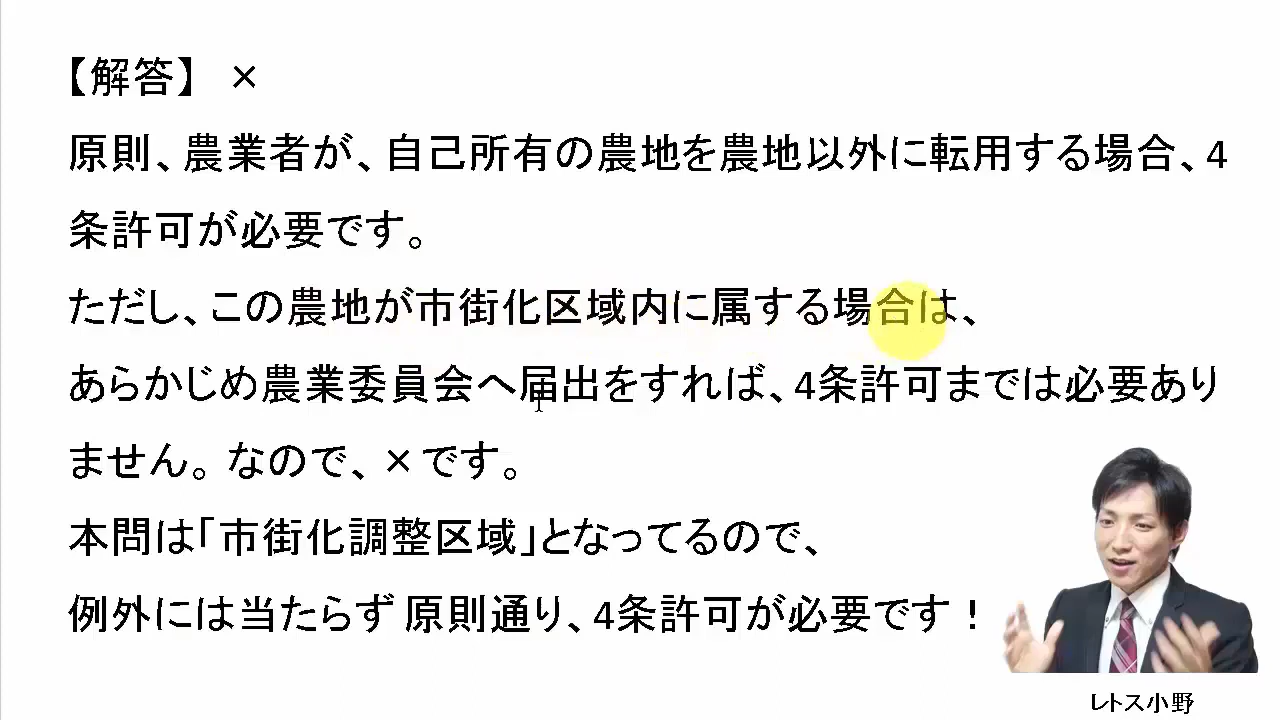 【解答】 ×
原則、農業者が、自己所有の農地を農地以外に転用する場合、4
条許可が必要です。
ただし、この農地が市街化区域内に属する場合は、
あらかじめ農業委員会へ届出をすれば、4条許可までは必要あり
ません。なので、×です。
本問は「市街化調整区域」となってるので、
例外には当たらず原則通り、4条許可が必要です！
レトス小野